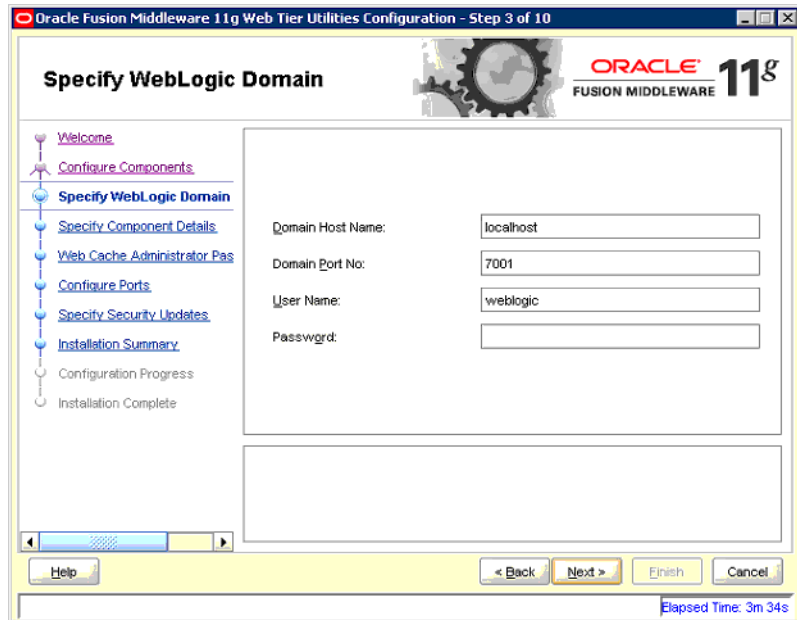 Oracle Fusion Middleware 11g Web Tier Utilities Configuration - Step 3 of 10
Specify WebLogic Domain
ORACLE
FUSION MIDDLEWARE 11g
Welcome
Configure Components
Specify WebLogic Domain
Specify Component Details
Web Cache Administrator Pas
Configure Ports
Specify Security Updates
Installation Summary
Configuration Progress
Installation Complete
Domain Host Name: localhost
Domain Port No: 7001
User Name: weblogic
Password:
Help
< Back
Next >
Finish
Cancel
Elapsed Time: 3m 34s